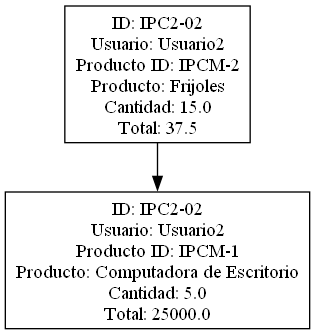 ID: IPC2-02
Usuario: Usuario2
Producto ID: IPCM-2
Producto: Frijoles
Cantidad: 15.0
Total: 37.5
ID: IPC2-02
Usuario: Usuario2
Producto ID: IPCM-1
Producto: Computadora de Escritorio
Cantidad: 5.0
Total: 25000.0